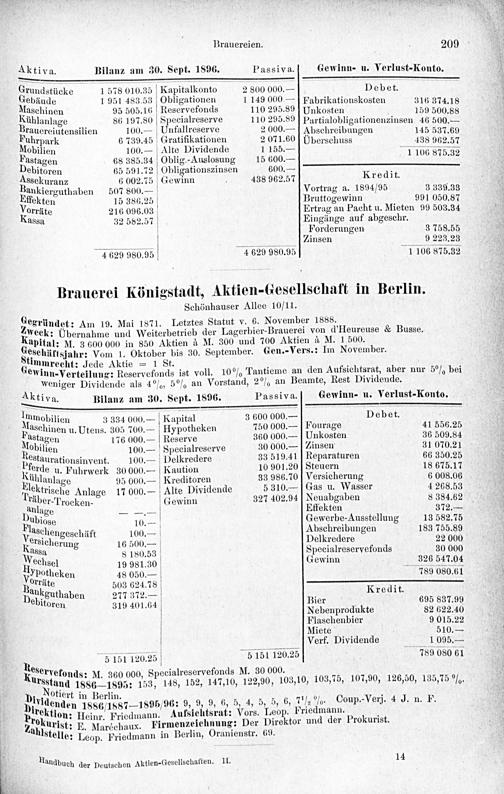 Brauereien. 209
Aktiva. Bilanz am 30. Sept. 1896. Passiva.
Grundstücke 1 578 010.35
Gebäude 1 951 483.53
Maschinen 95 505.16
Kühlanlage 86 197.80
Brauereiutensilien 100.—
Fuhrpark 6 739.45
Mobilien 100.—
Fastagen 68 385.34
Debitoren 65 591.72
Assekuranz 6 002.75
Bankierguthaben 507 800.—
Effekten 15 386.25
Vorräte 216 096.03
Kassa 32 582.57
4 629 980.95
Kapitalkonto 2 800 000.—
Obligationen 1 149 000.—
Reservefonds 110 295.89
Specialreserve 110 295.89
Unfallreserve 2 000.—
Gratifikationen 2 071.60
Alte Dividende 1 155.—
Oblig.-Auslosung 15 600.—
Obligationszinsen 600.—
Gewinn 438 962.57
4 629 980.95
Gewinn- u. Verlust-Konto.
Debet.
Fabrikationskosten 316 374.18
Unkosten 159 500.88
Partialobligationenzinsen 46 500.—
Abschreibungen 145 537.69
Überschuss 438 962.57
1 106 875.32
Kredit.
Vortrag a. 1894/95 3 339.33
Bruttogewinn 991 050.87
Ertrag an Pacht u. Mieten 99 503.34
Eingänge auf abgeschr.
Forderungen 3 758.55
Zinsen 9 223.23
1 106 875.32
Brauerei Königstadt, Aktien-Gesellschaft in Berlin.
Schönhauser Allee 10/11.
Gegründet: Am 19. Mai 1871. Letztes Statut v. 6. November 1888.
Zweck: Übernahme und Weiterbetrieb der Lagerbier-Brauerei von d'Heureuse & Busse.
Kapital: M. 3 600 000 in 850 Aktien à M. 300 und 700 Aktien à M. 1 500.
Geschäftsjahr: Vom 1. Oktober bis 30. September. Gen.-Vers.: Im November.
Stimmrecht: Jede Aktie = 1 St.
Gewinn-Verteilung: Reservefonds ist voll. 10% Tantieme an den Aufsichtsrat, aber nur 5% bei
weniger Dividende als 4%, 5% an Vorstand, 2% an Beamte, Rest Dividende.
Aktiva. Bilanz am 30. Sept. 1896. Passiva.
Immobilien 3 334 000.—
Maschinen u. Utens. 305 700.—
Fastagen 176 000.—
Mobilien 100.—
Restaurationsinvent. 100.—
Pferde u. Fuhrwerk 30 000.—
Kühlanlage 95 000.—
Elektrische Anlage 17 000.—
Träber-Trocken-
anlage — —.—
Dubiose 10.—
Flaschengeschäft 100,—
Versicherung 16 500.—
Kassa 8 180.53
Wechsel 19 981.30
Hypotheken 48 050.—
Vorräte 503 624.78
Bankguthaben 277 372.—
Debitoren 319 401.64
5 151 120.25
Kapital 3 600 000.—
Hypotheken 750 000.—
Reserve 360 000.—
Specialreserve 30 000.—
Delkredere 33 519.41
Kaution 10 901.20
Kreditoren 33 986.70
Alte Dividende 5 310.—
Gewinn 327 402.94
5 151 120.25
Gewinn- u. Verlust-Konto.
Debet.
Fourage 41 556.25
Unkosten 36 509.84
Zinsen 31 070.21
Reparaturen 66 350.25
Steuern 18 675.17
Versicherung 6 008.06
Gas u. Wasser 4 268.53
Neuabgaben 8 384.62
Effekten 372.—
Gewerbe-Ausstellung 13 582.75
Abschreibungen 183 755.89
Delkredere 22 000
Specialreservefonds 30 000
Gewinn 326 547.04
789 080.61
Kredit.
Bier 695 837.99
Nebenprodukte 82 622.40
Flaschenbier 9 015.22
Miete 510.—
Verf. Dividende 1 095.—
789 080 61
Reservefonds: M. 360 000, Specialreservefonds M. 30 000.
Kursstand 1886—1895: 153, 148, 152, 147,10, 122,90, 103,10, 103,75, 107,90, 126,50, 135,75%.
Notiert in Berlin.
Dividenden 1886/1887—1895/96: 9, 9, 9, 6, 5, 4, 5, 5, 6, 7½%. Coup.-Verj. 4 J. n. F.
Direktion: Heinr. Friedmann. Aufsichtsrat: Vors. Leop. Friedmann.
Prokurist: E. Maréchaux. Firmenzeichnung: Der Direktor und der Prokurist.
Zahlstelle: Leop. Friedmann in Berlin, Oranienstr. 69.
Handbuch der Deutschen Aktien-Gesellschaften. II. 14